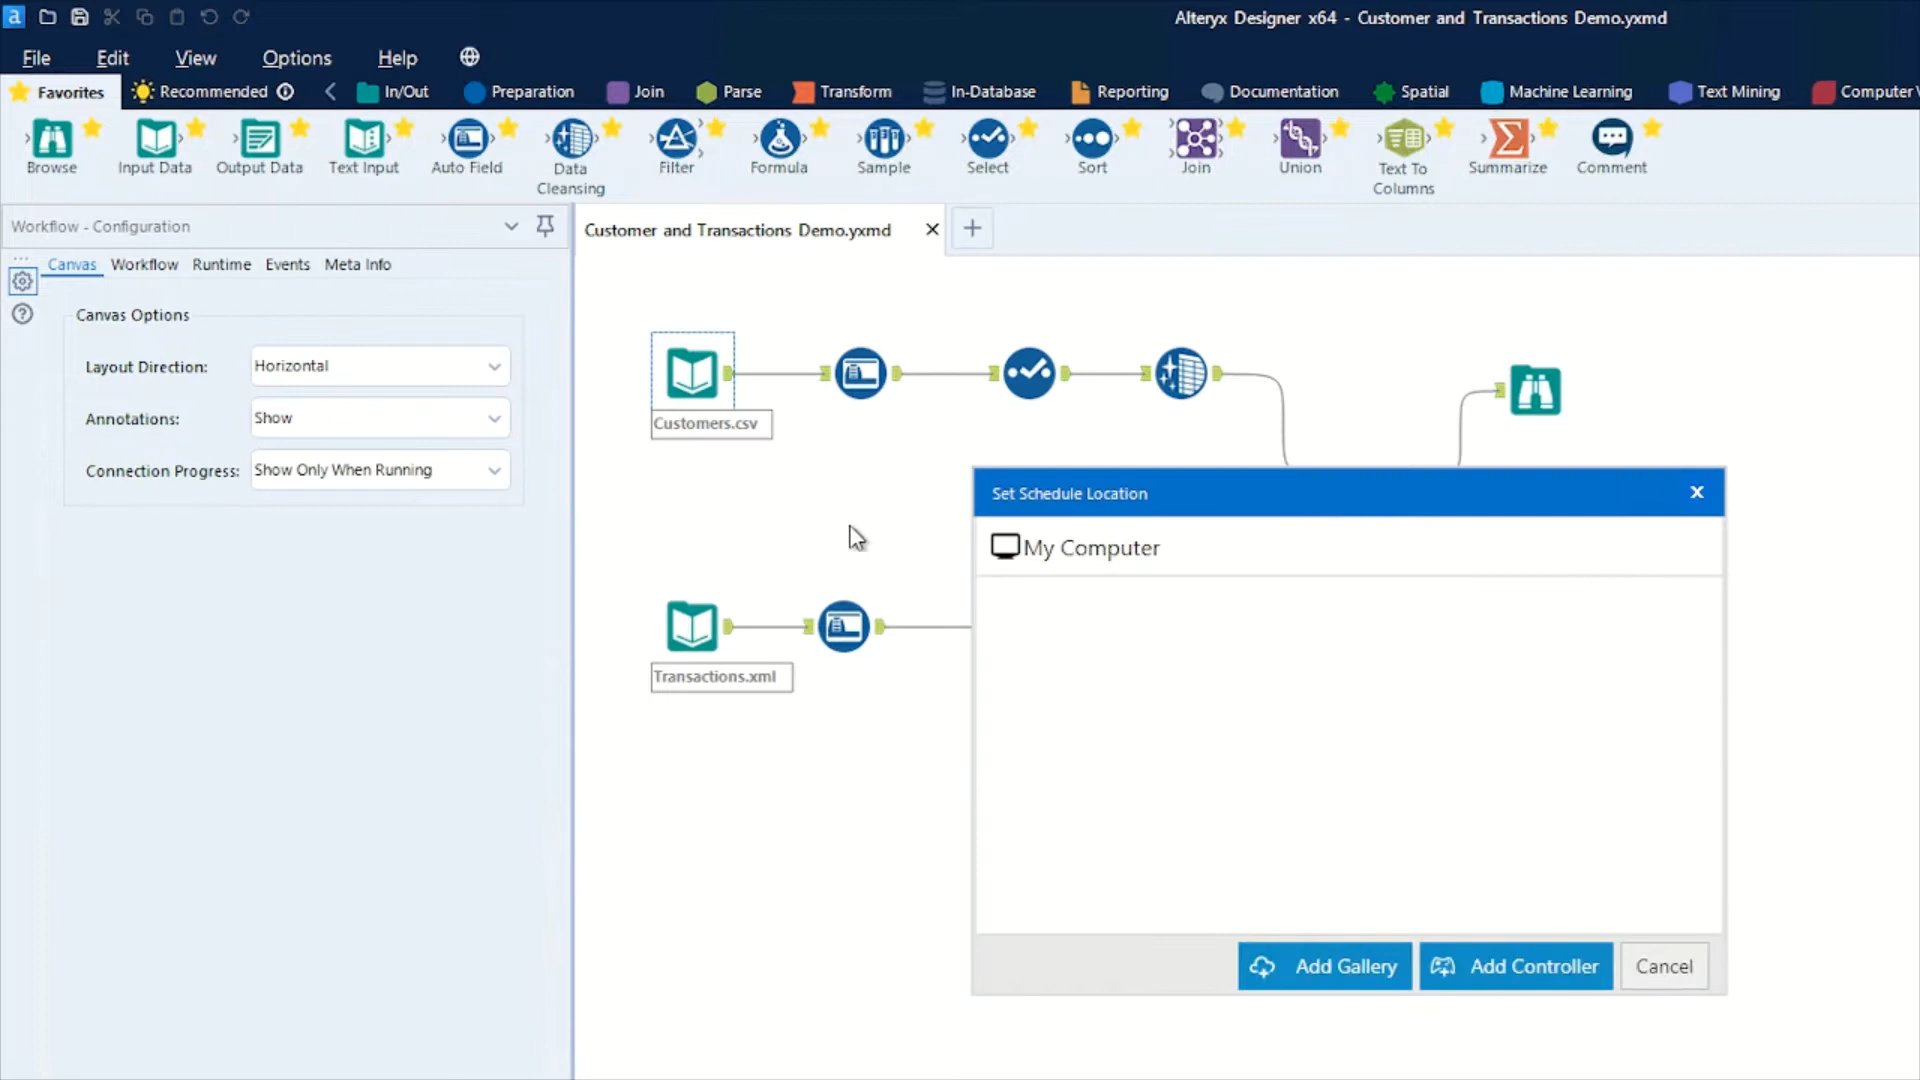 a
Alteryx Designer x64 - Customer and Transactions Demo.yxmd
File Edit View Options Help
Favorites Recommended In/Out Preparation Join Parse Transform In-Database Reporting Documentation Spatial Machine Learning Text Mining Computer
Browse Input Data Output Data Text Input Auto Field Data Cleansing Filter Formula Sample Select Sort Join Union Text To Columns Summarize Comment
Workflow - Configuration
Customer and Transactions Demo.yxmd
Canvas Workflow Runtime Events Meta Info
Canvas Options
Layout Direction: Horizontal
Annotations: Show
Connection Progress: Show Only When Running
Customers.csv
Set Schedule Location
My Computer
Transactions.xml
Add Gallery Add Controller Cancel